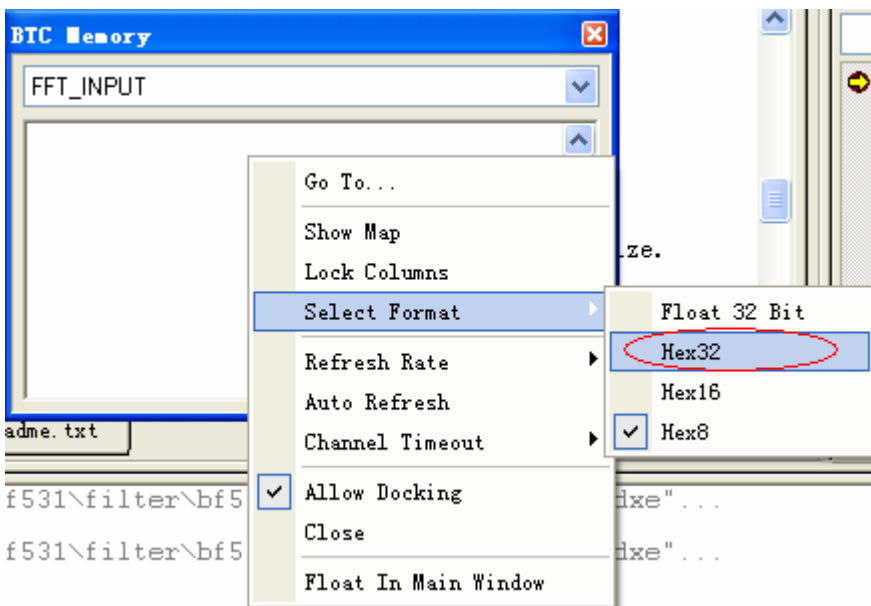 BTC Memory
FFT_INPUT
Go To...
Show Map
Lock Columns
ize.
Select Format
Float 32 Bit
Hex32
Refresh Rate
Hex16
Auto Refresh
adme.txt
Channel Timeout
Hex8
Allow Docking
f531\filter\bf5
dxe"...
Close
f531\filter\bf5
dxe"...
Float In Main Window